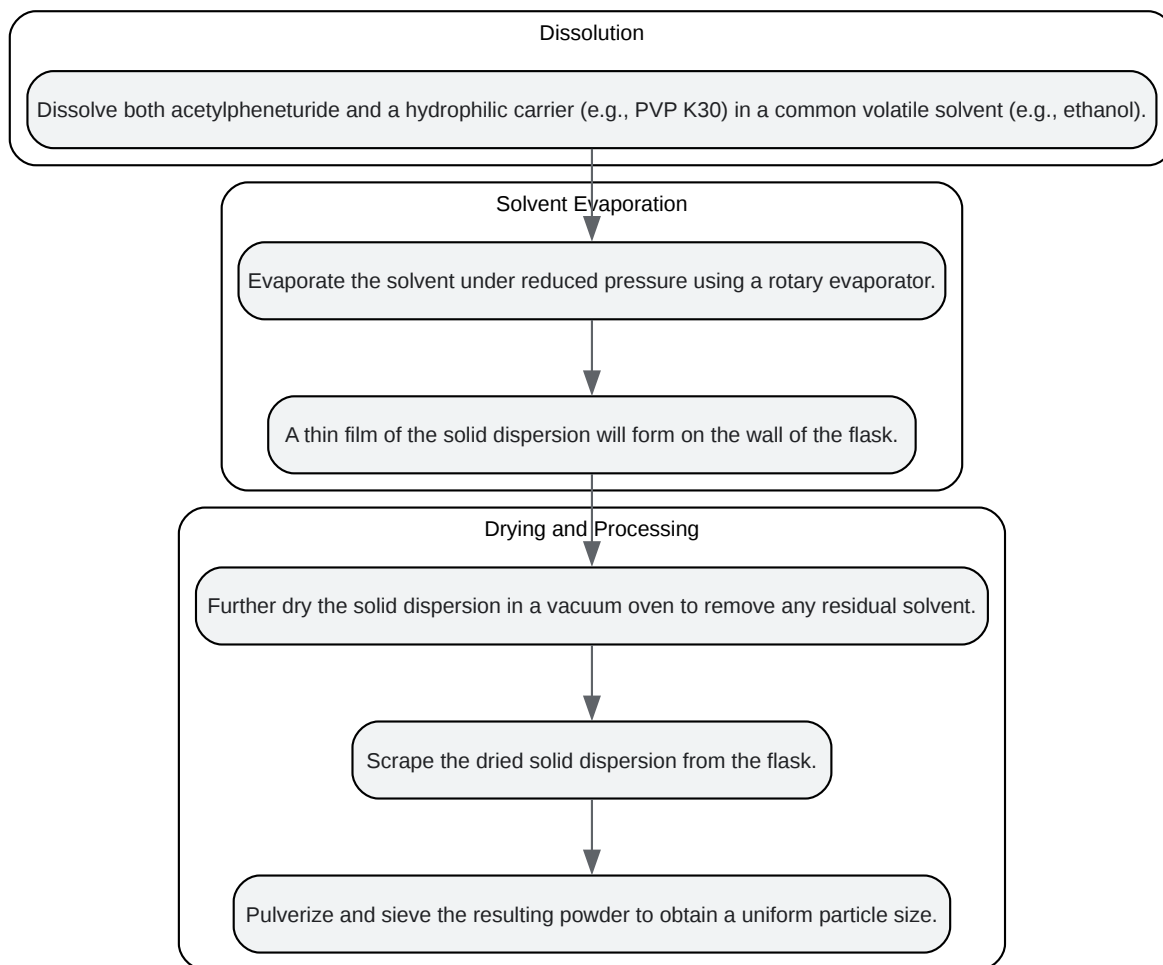 Dissolution
Dissolve both acetylpheneturide and a hydrophilic carrier (e.g., PVP K30) in a common volatile solvent (e.g., ethanol).
Solvent Evaporation
Evaporate the solvent under reduced pressure using a rotary evaporator.
A thin film of the solid dispersion will form on the wall of the flask.
Drying and Processing
Further dry the solid dispersion in a vacuum oven to remove any residual solvent.
Scrape the dried solid dispersion from the flask.
Pulverize and sieve the resulting powder to obtain a uniform particle size.